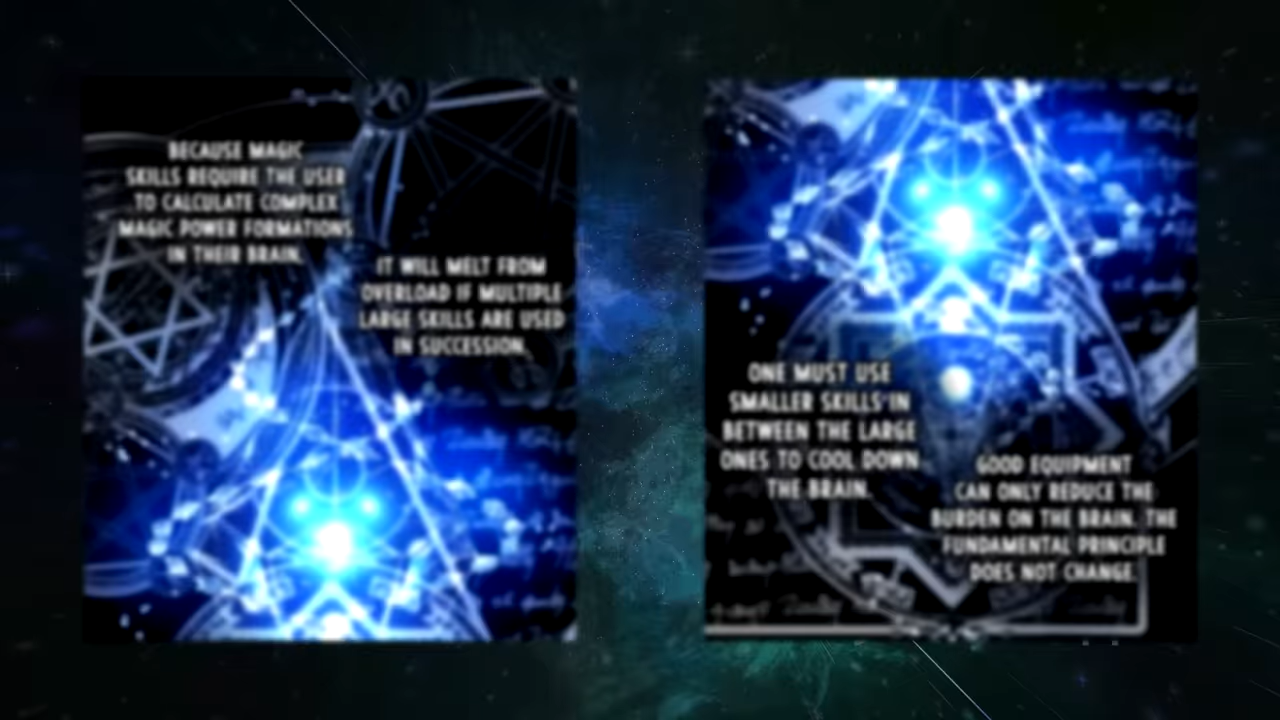 BECAUSE MAGIC
SKILLS REQUIRE THE USER
TO CALCULATE COMPLEX
MAGIC POWER FORMATIONS
IN THEIR BRAIN.
IT WILL MELT FROM
OVERLOAD IF MULTIPLE
LARGE SKILLS ARE USED
IN SUCCESSION.
ONE MUST USE
SMALLER SKILLS IN
BETWEEN THE LARGE
ONES TO COOL DOWN
THE BRAIN.
GOOD EQUIPMENT
CAN ONLY REDUCE THE
BURDEN ON THE BRAIN. THE
FUNDAMENTAL PRINCIPLE
DOES NOT CHANGE.